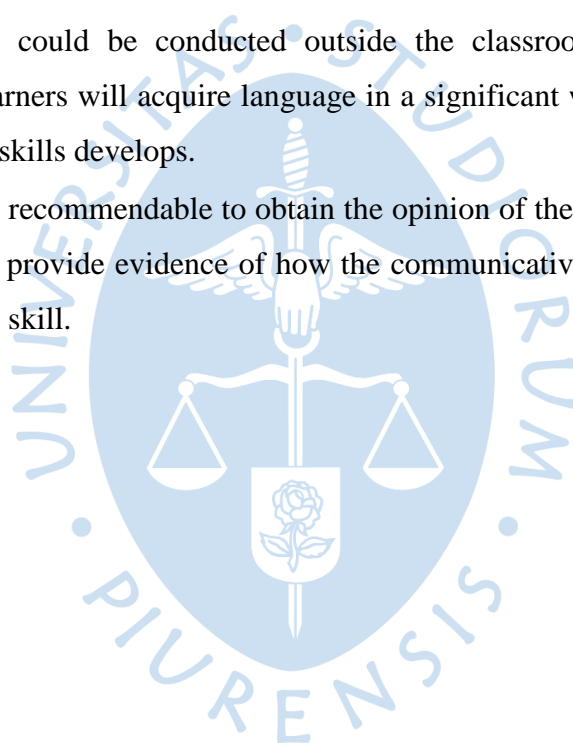 could be conducted outside the classroo
arners will acquire language in a significant
skills develops.
recommendable to obtain the opinion of the
provide evidence of how the communicativ
skill.
UNIVERSITAS • STUDIORUM • PIURENSIS